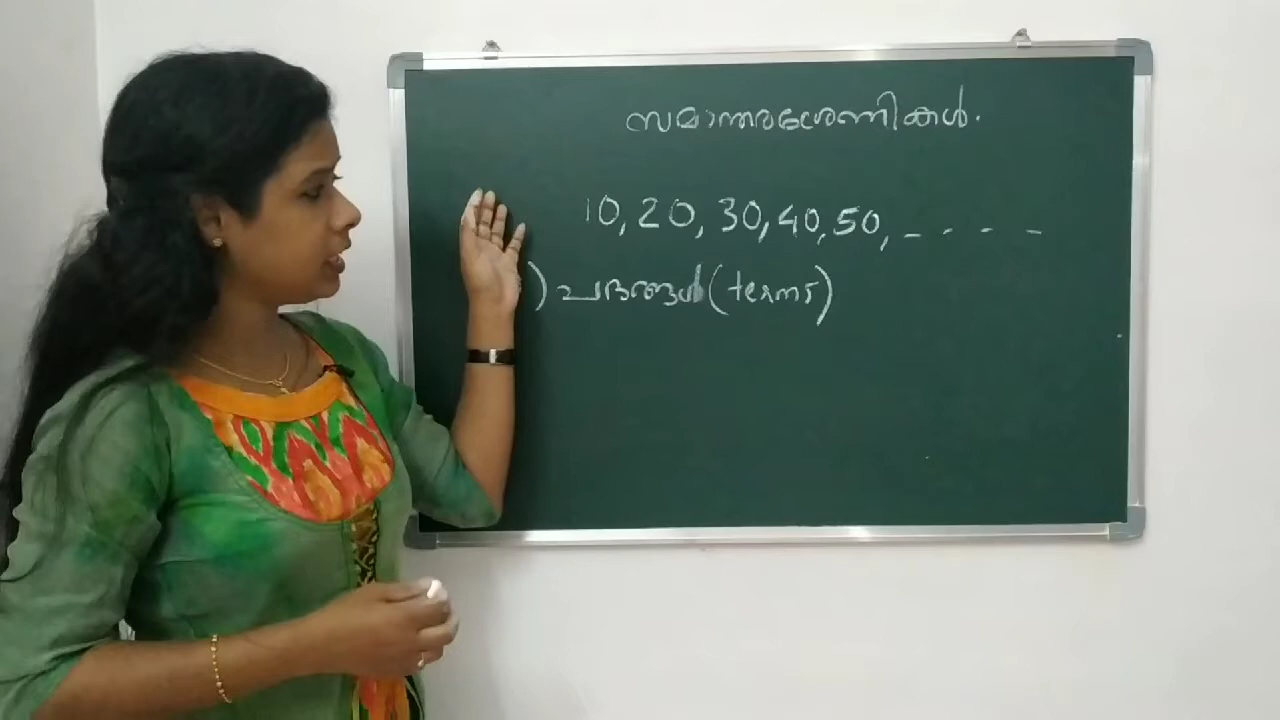 സമാന്തരശ്രേണികൾ.
10, 20, 30, 40, 50, - - - -
) പദങ്ങൾ (terms)